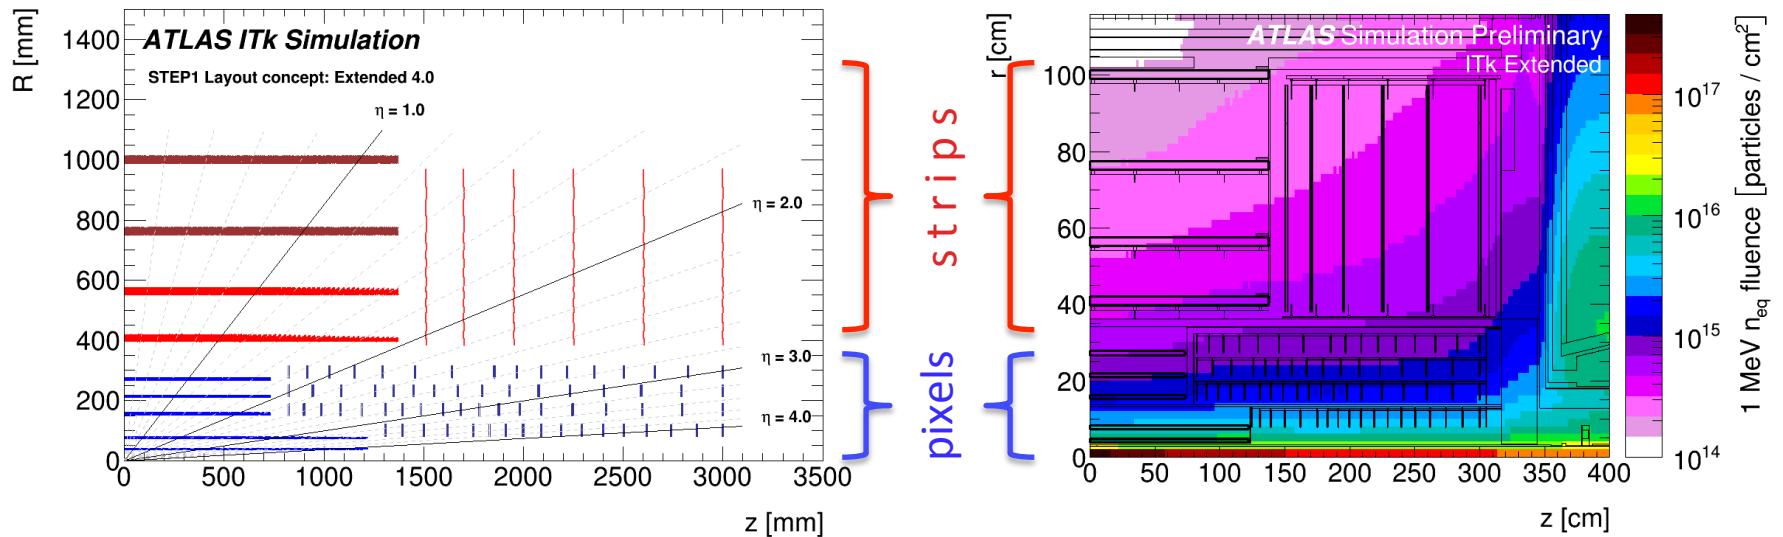 ATLAS ITk Simulation
STEP1 Layout concept: Extended 4.0
R [mm]
1400
1200
1000
800
600
400
200
0
η = 1.0
η = 2.0
η = 3.0
η = 4.0
0 500 1000 1500 2000 2500 3000 3500
z [mm]
strips
pixels
ATLAS Simulation Preliminary
ITk Extended
r [cm]
100
80
60
40
20
0
0 50 100 150 200 250 300 350 400
z [cm]
10^17
10^16
10^15
10^14
1 MeV n_eq fluence [particles / cm²]